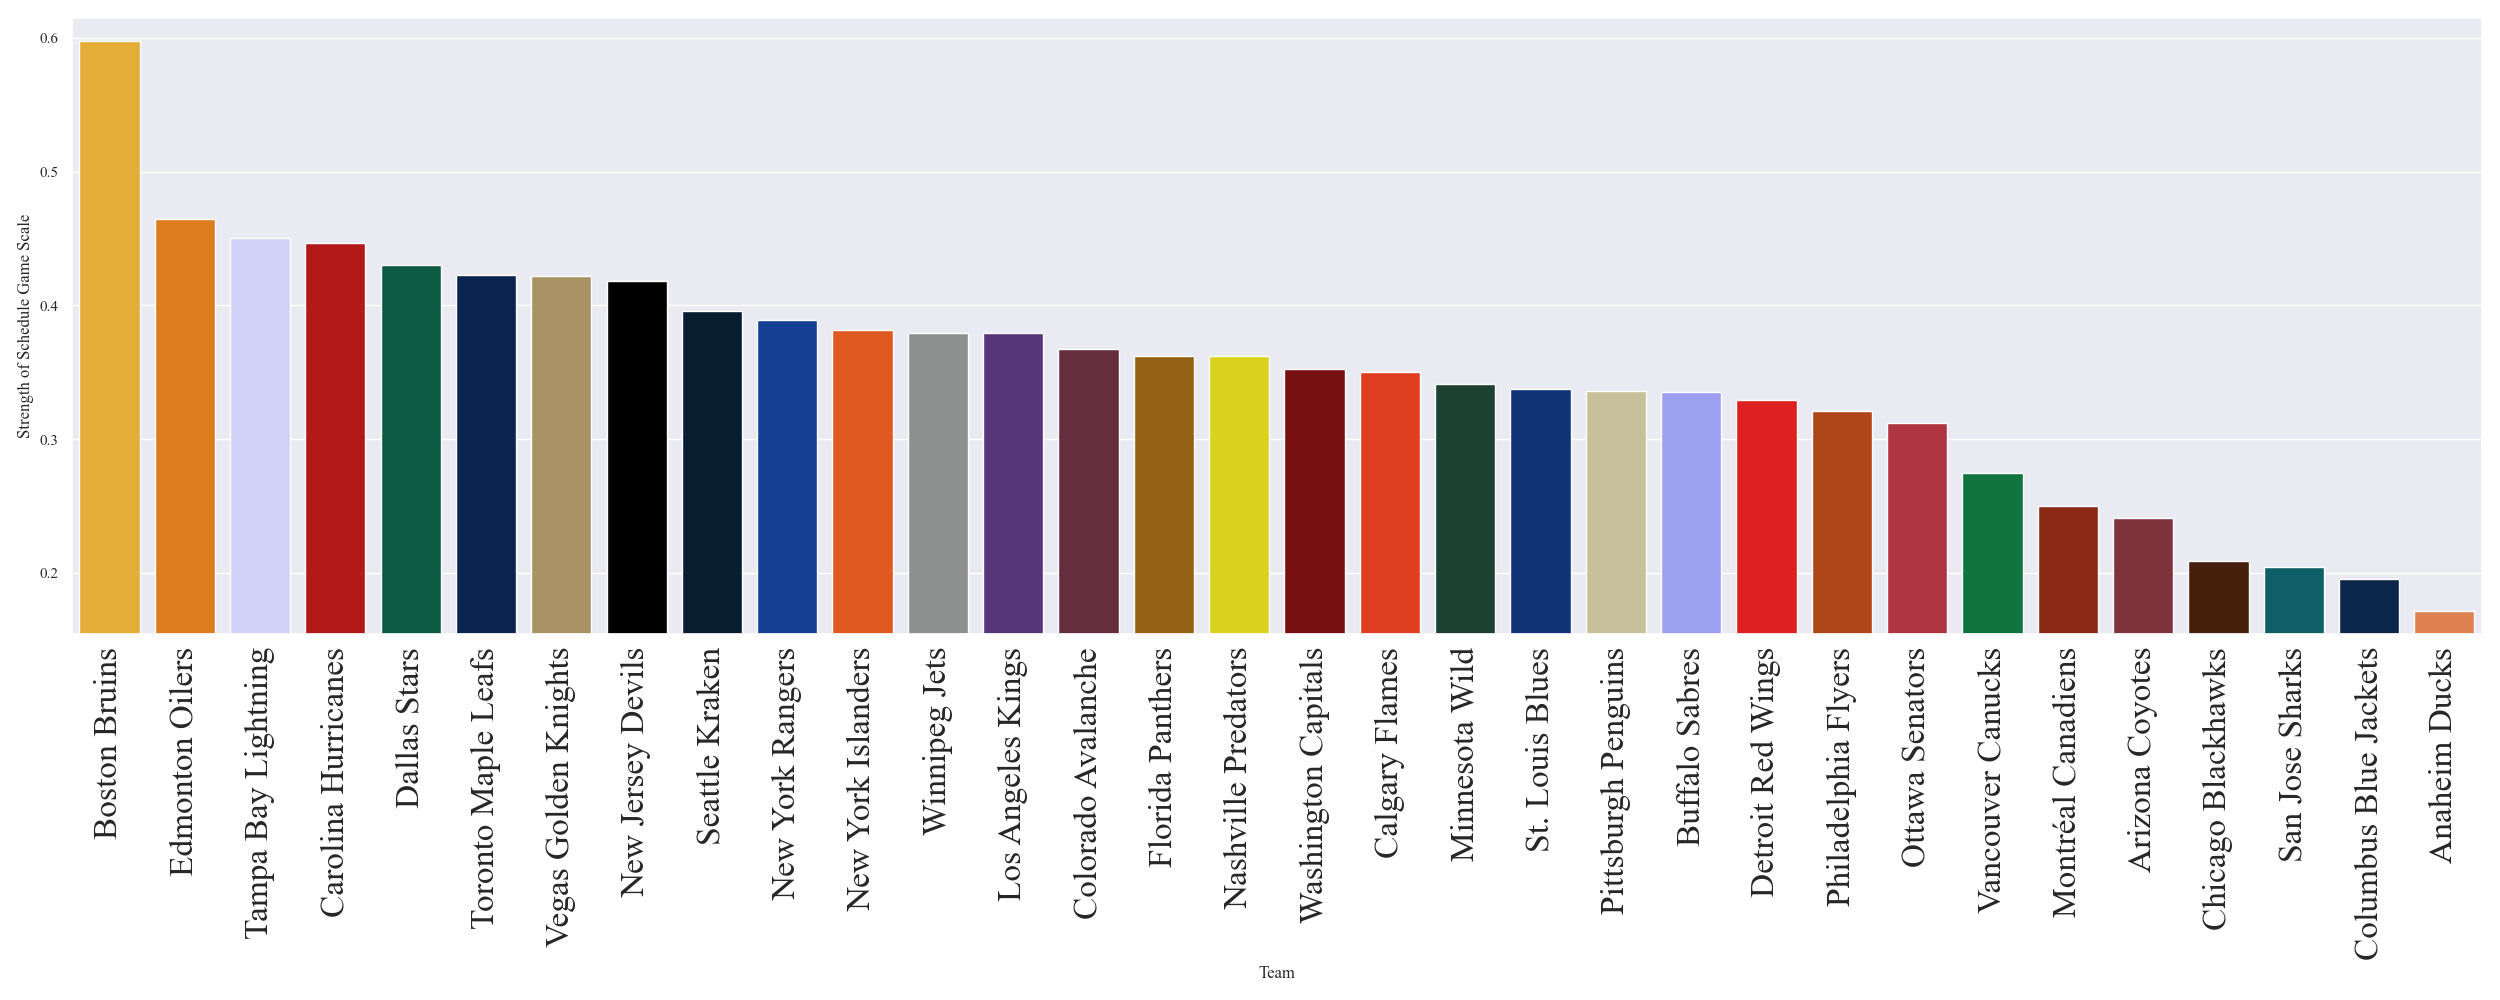 0.6
0.5
0.4
0.3
0.2
Strength of Schedule Game Scale
Boston Bruins
Edmonton Oilers
Tampa Bay Lightning
Carolina Hurricanes
Dallas Stars
Toronto Maple Leafs
Vegas Golden Knights
New Jersey Devils
Seattle Kraken
New York Rangers
New York Islanders
Winnipeg Jets
Los Angeles Kings
Colorado Avalanche
Florida Panthers
Nashville Predators
Washington Capitals
Calgary Flames
Minnesota Wild
St. Louis Blues
Pittsburgh Penguins
Buffalo Sabres
Detroit Red Wings
Philadelphia Flyers
Ottawa Senators
Vancouver Canucks
Montréal Canadiens
Arizona Coyotes
Chicago Blackhawks
San Jose Sharks
Columbus Blue Jackets
Anaheim Ducks
Team